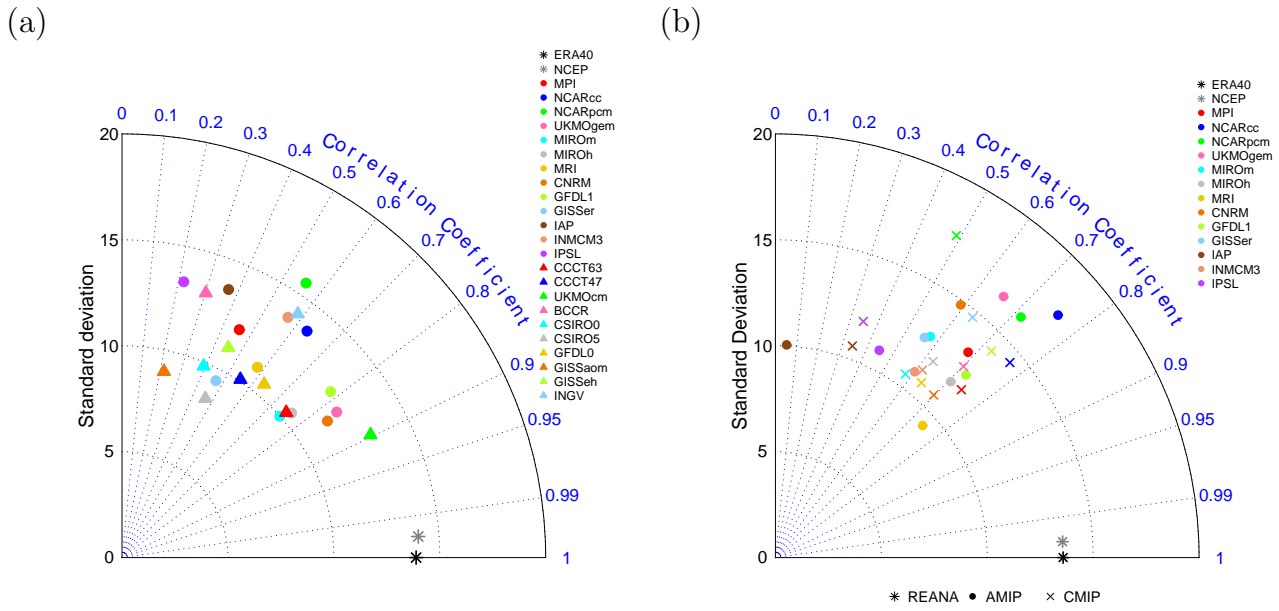 (a)
ERA40
NCEP
MPI
NCARcc
NCARpcm
UKMOgem
MIROm
MIROh
MRI
CNRM
GFDL1
GISSer
IAP
INMCM3
IPSL
CCCT63
CCCT47
UKMOcm
BCCR
CSIRO0
CSIRO5
GFDL0
GISSaom
GISSeh
INGV
Standard deviation
20
15
10
5
0
0
0.1
0.2
0.3
0.4
0.5
0.6
0.7
0.8
0.9
0.95
0.99
1
Correlation Coefficient
(b)
ERA40
NCEP
MPI
NCARcc
NCARpcm
UKMOgem
MIROm
MIROh
MRI
CNRM
GFDL1
GISSer
IAP
INMCM3
IPSL
Standard Deviation
20
15
10
5
0
0
0.1
0.2
0.3
0.4
0.5
0.6
0.7
0.8
0.9
0.95
0.99
1
Correlation Coefficient
REANA AMIP CMIP